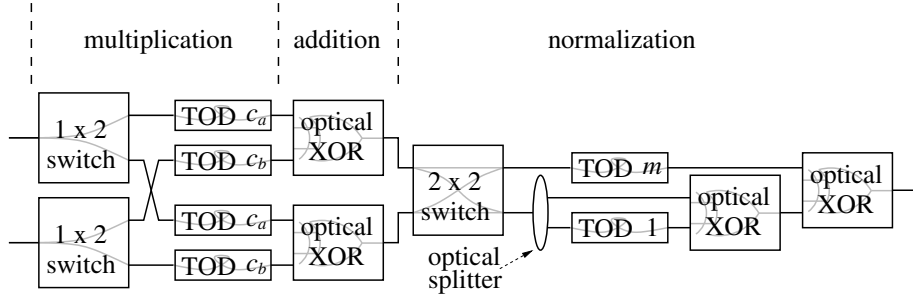 multiplication
addition
normalization
1 x 2
switch
TOD c_a
TOD c_b
optical
XOR
1 x 2
switch
TOD c_a
TOD c_b
optical
XOR
2 x 2
switch
optical
splitter
TOD m
TOD 1
optical
XOR
optical
XOR